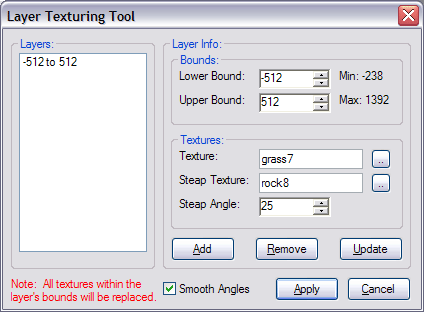 Layer Texturing Tool
Layers:
-512 to 512
Layer Info:
Bounds:
Lower Bound: -512 Min: -238
Upper Bound: 512 Max: 1392
Textures:
Texture: grass7 ..
Steap Texture: rock8 ..
Steap Angle: 25
Add Remove Update
Note: All textures within the
layer's bounds will be replaced.
Smooth Angles Apply Cancel